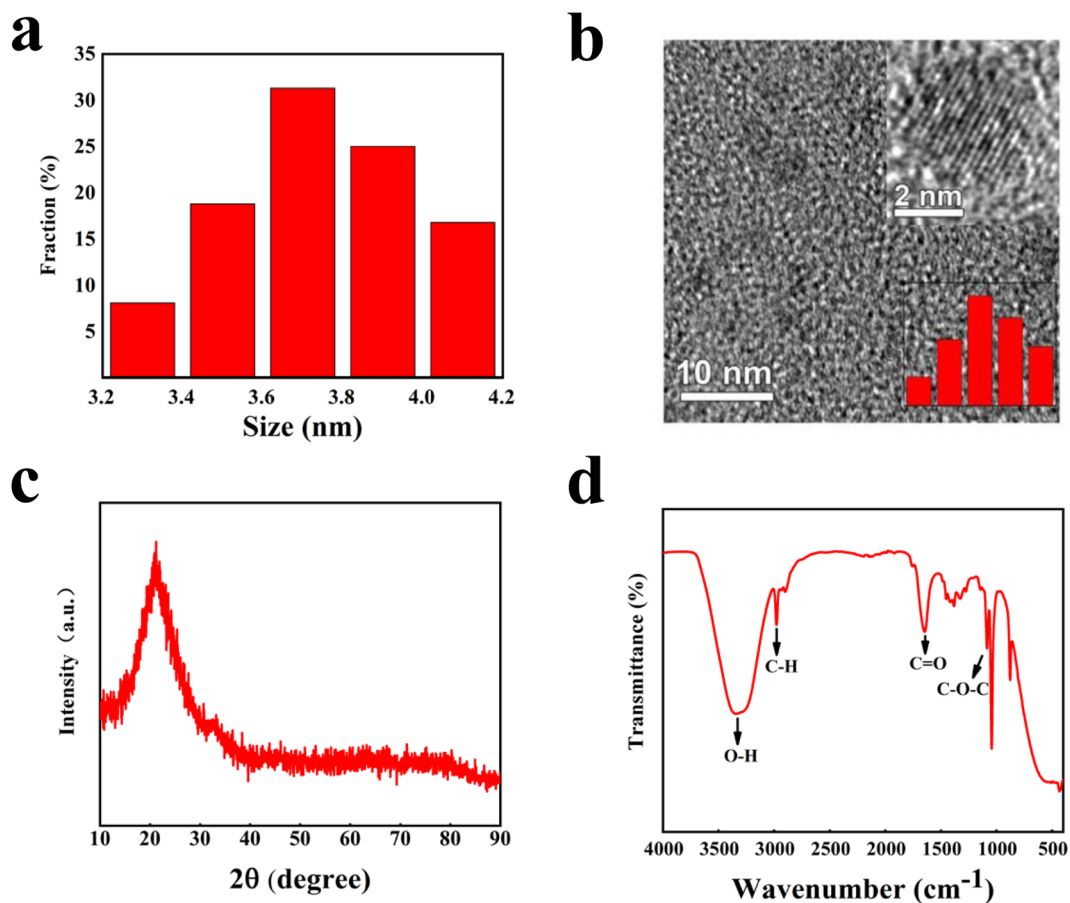 a
35
30
25
20
15
10
5
Fraction (%)
3.2 3.4 3.6 3.8 4.0 4.2
Size (nm)
b
2 nm
10 nm
c
Intensity (a.u.)
10 20 30 40 50 60 70 80 90
2θ (degree)
d
Transmittance (%)
C-H
C=O
C-O-C
O-H
4000 3500 3000 2500 2000 1500 1000 500
Wavenumber (cm⁻¹)